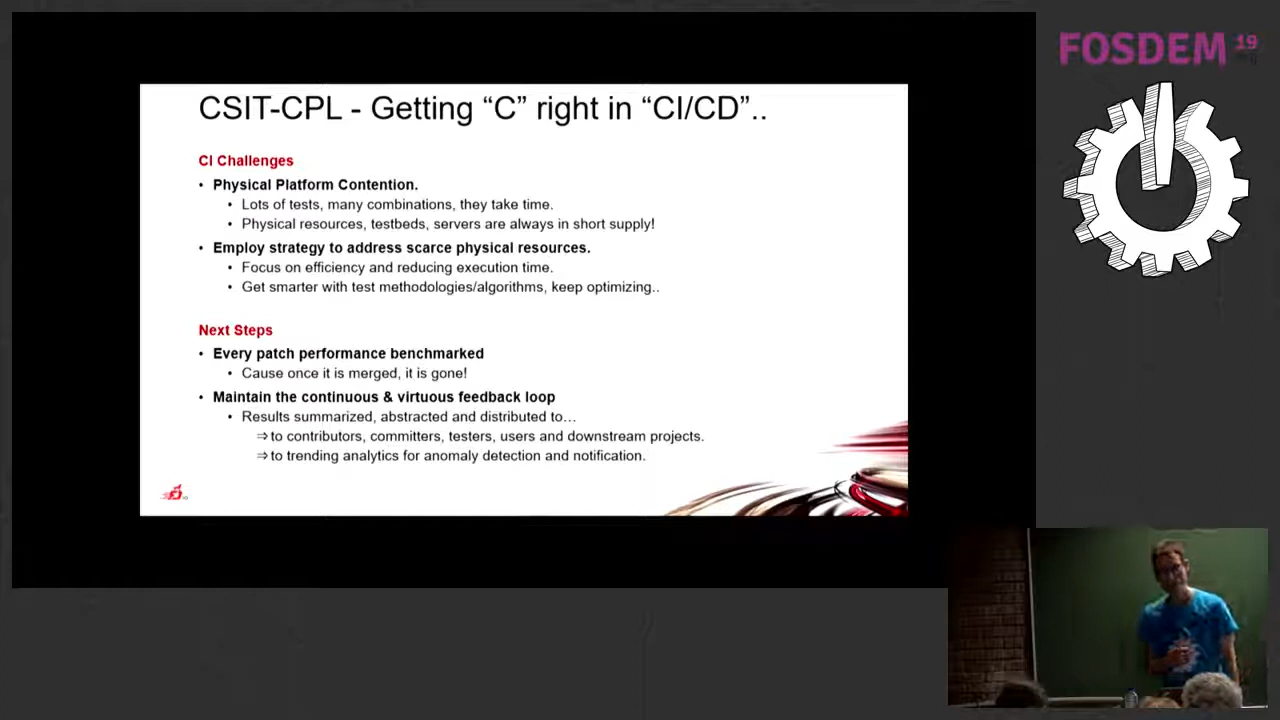 CSIT-CPL - Getting “C” right in “CI/CD”..
CI Challenges
• Physical Platform Contention.
• Lots of tests, many combinations, they take time.
• Physical resources, testbeds, servers are always in short supply!
• Employ strategy to address scarce physical resources.
• Focus on efficiency and reducing execution time.
• Get smarter with test methodologies/algorithms, keep optimizing..
Next Steps
• Every patch performance benchmarked
• Cause once it is merged, it is gone!
• Maintain the continuous & virtuous feedback loop
• Results summarized, abstracted and distributed to…
⇒to contributors, committers, testers, users and downstream projects.
⇒to trending analytics for anomaly detection and notification.
FOSDEM 19